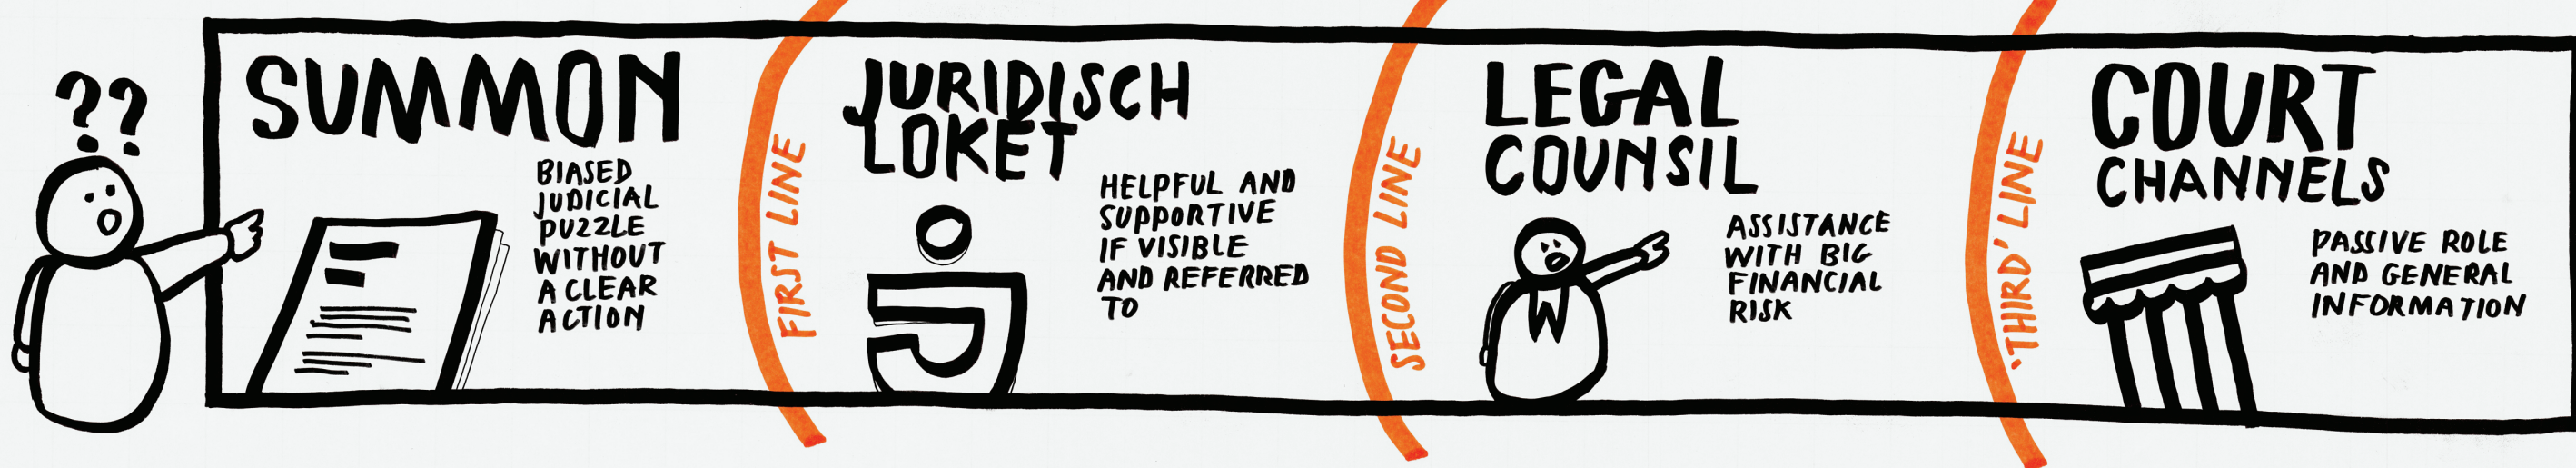 ??
SUMMON
BIASED
JUDICIAL
PUZZLE
WITHOUT
A CLEAR
ACTION
FIRST LINE
JURIDISCH
LOKET
HELPFUL AND
SUPPORTIVE
IF VISIBLE
AND REFERRED
TO
SECOND LINE
LEGAL
COUNSIL
ASSISTANCE
WITH BIG
FINANCIAL
RISK
'THIRD' LINE
COURT
CHANNELS
PASSIVE ROLE
AND GENERAL
INFORMATION